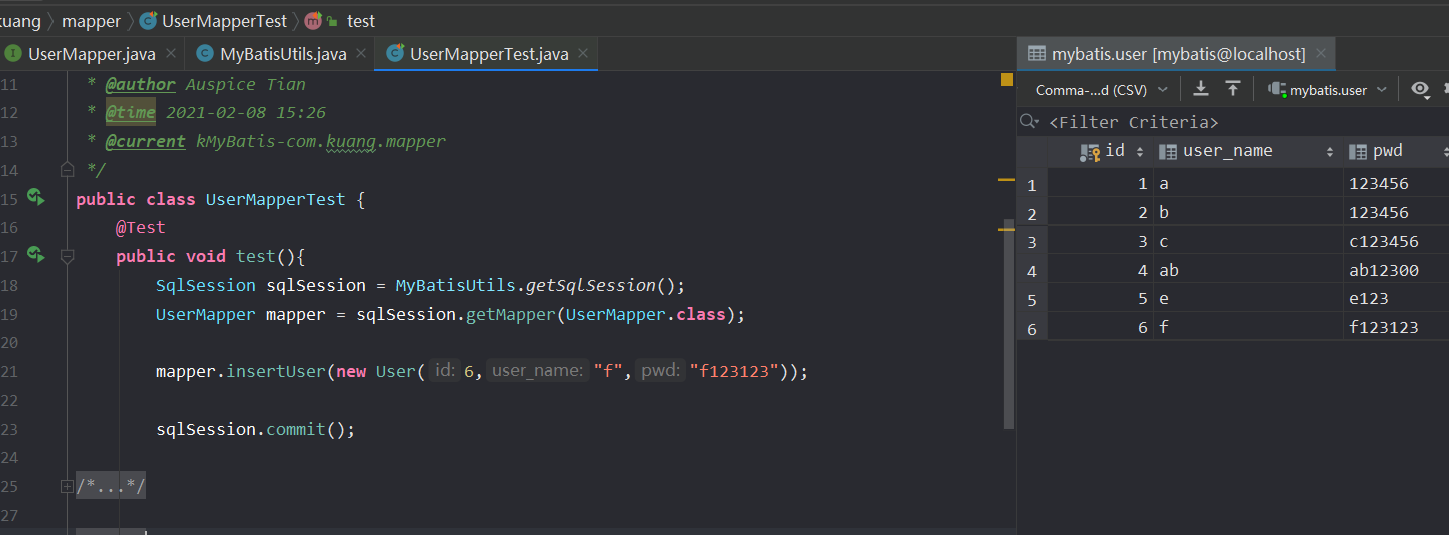 kuang mapper UserMapperTest test
UserMapper.java MyBatisUtils.java UserMapperTest.java
11 * @author Auspice Tian
12 * @time 2021-02-08 15:26
13 * @current kMyBatis-com.kuang.mapper
14 */
15 public class UserMapperTest {
16 @Test
17 public void test(){
18 SqlSession sqlSession = MyBatisUtils.getSqlSession();
19 UserMapper mapper = sqlSession.getMapper(UserMapper.class);
20
21 mapper.insertUser(new User( id: 6, user_name: "f", pwd: "f123123"));
22
23 sqlSession.commit();
24
25 /*...*/
27
mybatis.user [mybatis@localhost]
Comma-...d (CSV) mybatis.user
<Filter Criteria>
id user_name pwd
1 1 a 123456
2 2 b 123456
3 3 c c123456
4 4 ab ab12300
5 5 e e123
6 6 f f123123